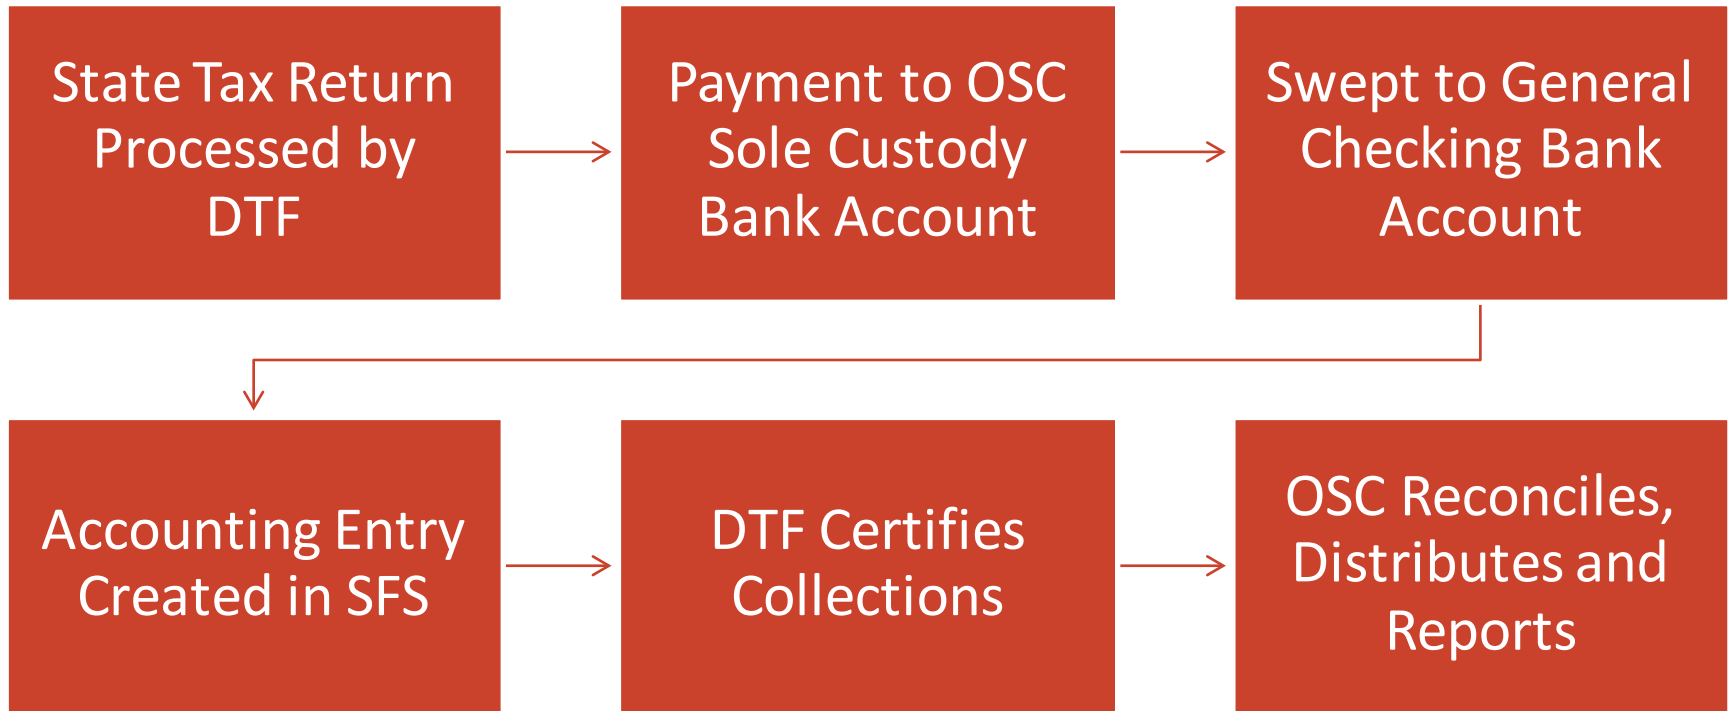 State Tax Return
Processed by
DTF
Payment to OSC
Sole Custody
Bank Account
Swept to General
Checking Bank
Account
Accounting Entry
Created in SFS
DTF Certifies
Collections
OSC Reconciles,
Distributes and
Reports